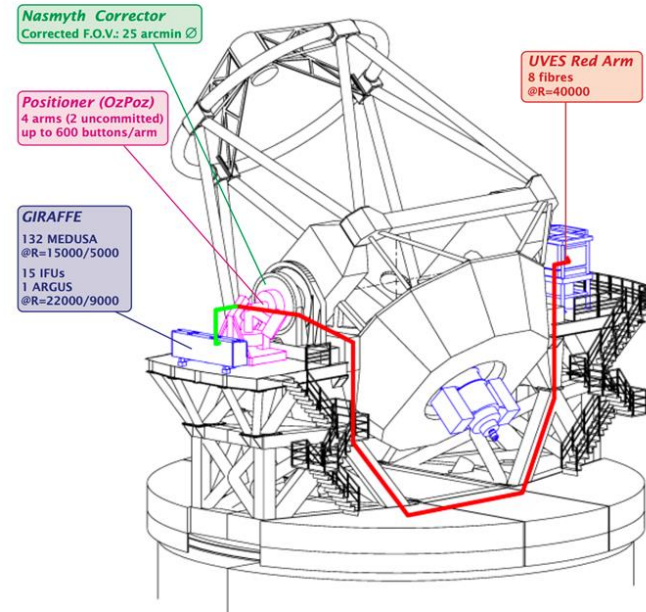 Nasmyth Corrector
Corrected F.O.V.: 25 arcmin Ø
Positioner (OzPoz)
4 arms (2 uncommitted)
up to 600 buttons/arm
GIRAFFE
132 MEDUSA
@R=15000/5000
15 IFUs
1 ARGUS
@R=22000/9000
UVES Red Arm
8 fibres
@R=40000